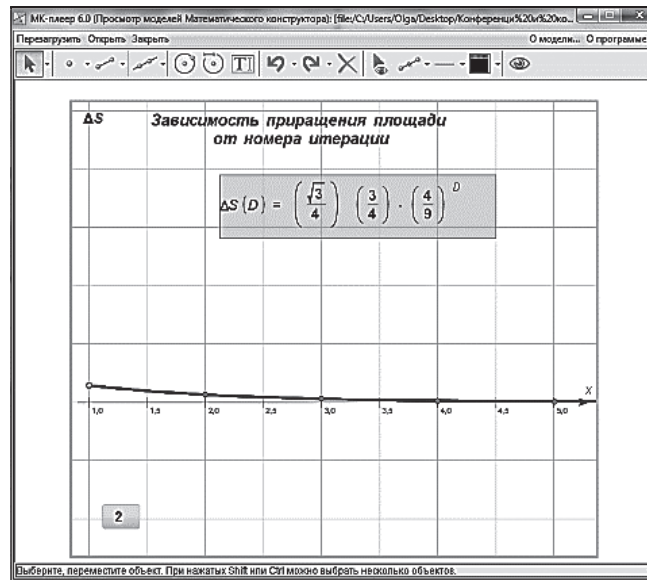 МК-плеер 6.0 (Просмотр моделей Математического конструктора): [file:/C:/Users/Olga/Desktop/Конференци%20и%20ко...
Перезагрузить Открыть Закрыть О модели... О программе
ΔS Зависимость приращения площади
от номера итерации
ΔS(D) = (√3/4) (3/4) · (4/9)^D
X
1,0 1,5 2,0 2,5 3,0 3,5 4,0 4,5 5,0
2
Выберите, переместите объект. При нажатых Shift или Ctrl можно выбрать несколько объектов.